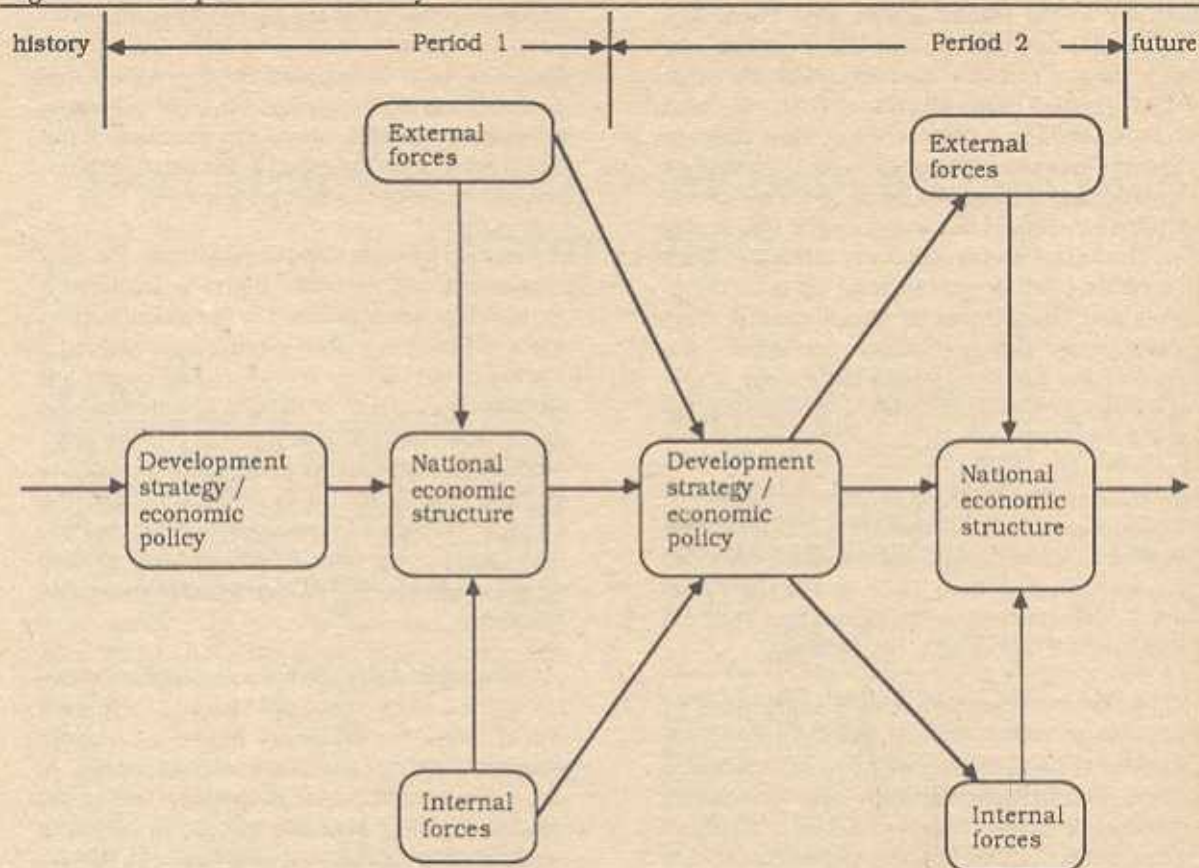 history
Period 1
Period 2
future
External
forces
External
forces
Development
strategy /
economic
policy
National
economic
structure
Development
strategy /
economic
policy
National
economic
structure
Internal
forces
Internal
forces